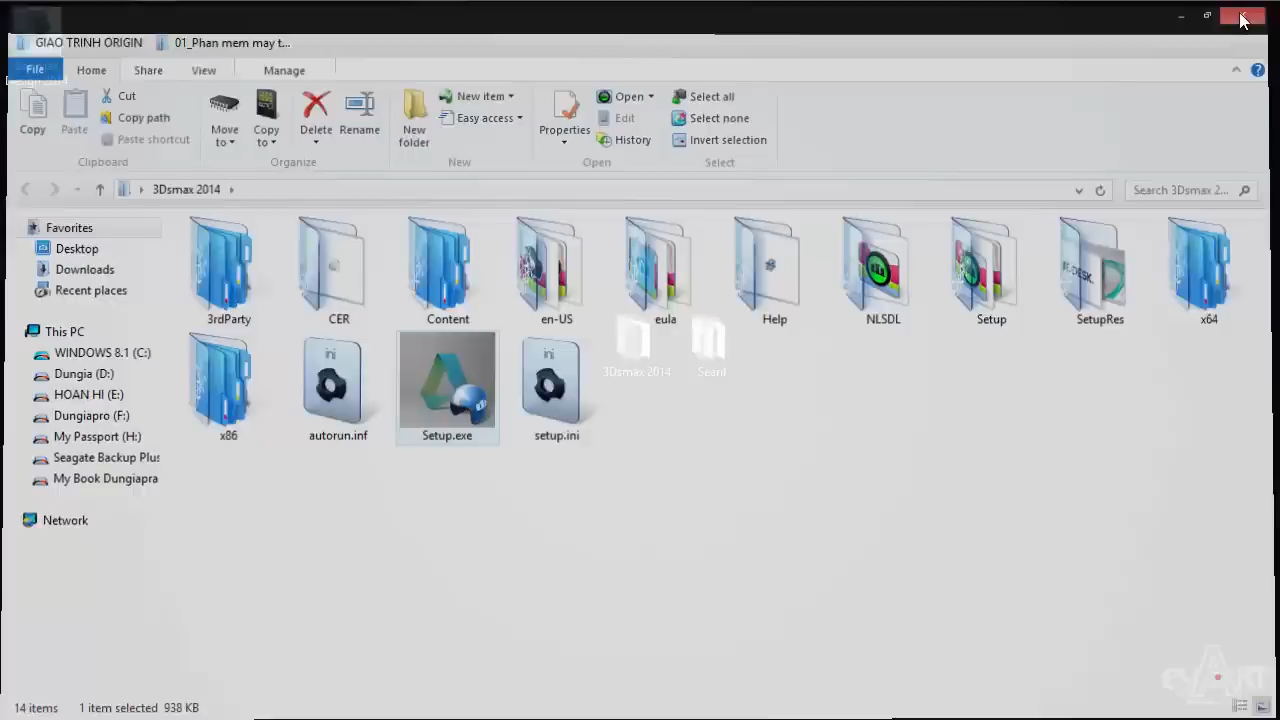 GIAO TRINH ORIGIN 01_Phan mem may t...
File Home Share View Manage
Copy Paste Cut Copy path Paste shortcut
Clipboard
Move to Copy to Delete Rename
Organize
New folder New item Easy access
New
Properties Open Edit History
Open
Select all Select none Invert selection
Select
3Dsmax 2014 Search 3Dsmax 2...
Favorites
Desktop
Downloads
Recent places
This PC
WINDOWS 8.1 (C:)
Dungia (D:)
HOAN HI (E:)
Dungiapro (F:)
My Passport (H:)
Seagate Backup Plus
My Book Dungiapra
Network
3rdParty CER Content en-US eula Help NLSDL Setup SetupRes x64
3Dsmax 2014
x86 autorun.inf Setup.exe setup.ini
14 items 1 item selected 938 KB